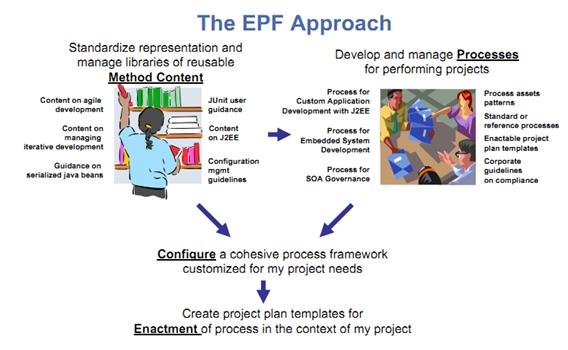 The EPF Approach
Standardize representation and
manage libraries of reusable
Method Content
Content on agile
development
Content on
managing
iterative development
Guidance on
serialized java beans
JUnit user
guidance
Content
on J2EE
Configuration
mgmt
guidelines
Develop and manage Processes
for performing projects
Process for
Custom Application
Development with J2EE
Process for
Embedded System
Development
Process for
SOA Governance
Process assets
patterns
Standard or
reference processes
Enactable project
plan templates
Corporate
guidelines
on compliance
Configure a cohesive process framework
customized for my project needs
Create project plan templates for
Enactment of process in the context of my project